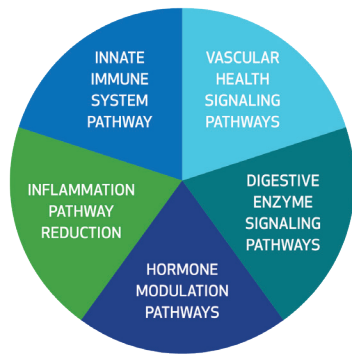 INNATE
IMMUNE
SYSTEM
PATHWAY
VASCULAR
HEALTH
SIGNALING
PATHWAYS
DIGESTIVE
ENZYME
SIGNALING
PATHWAYS
HORMONE
MODULATION
PATHWAYS
INFLAMMATION
PATHWAY
REDUCTION